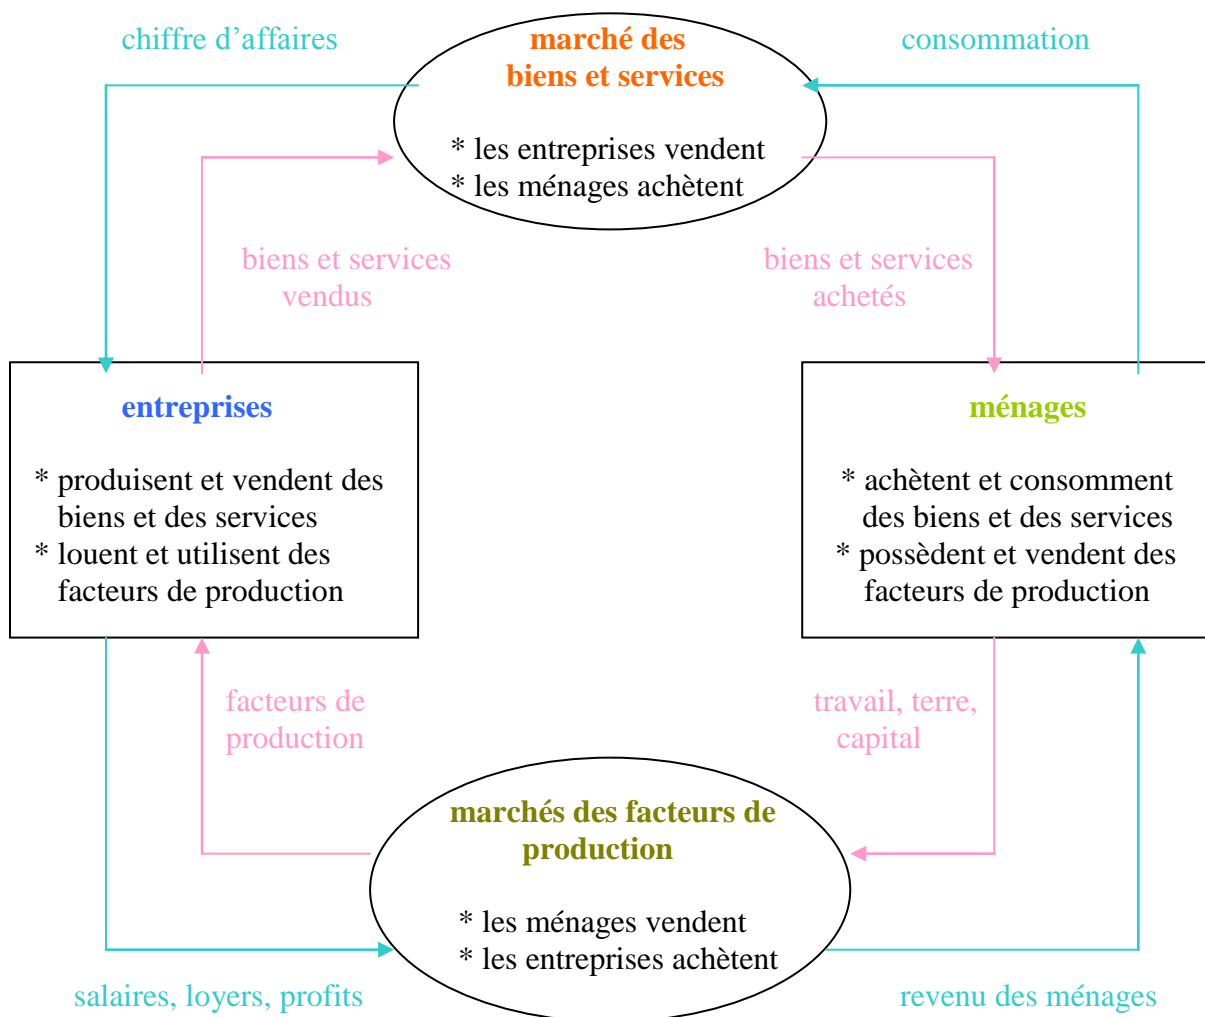 chiffre d’affaires
marché des
biens et services
consommation
* les entreprises vendent
* les ménages achètent
biens et services
vendus
biens et services
achetés
entreprises
* produisent et vendent des
biens et des services
* louent et utilisent des
facteurs de production
ménages
* achètent et consomment
des biens et des services
* possèdent et vendent des
facteurs de production
facteurs de
production
travail, terre,
capital
marchés des facteurs de
production
* les ménages vendent
* les entreprises achètent
salaires, loyers, profits
revenu des ménages